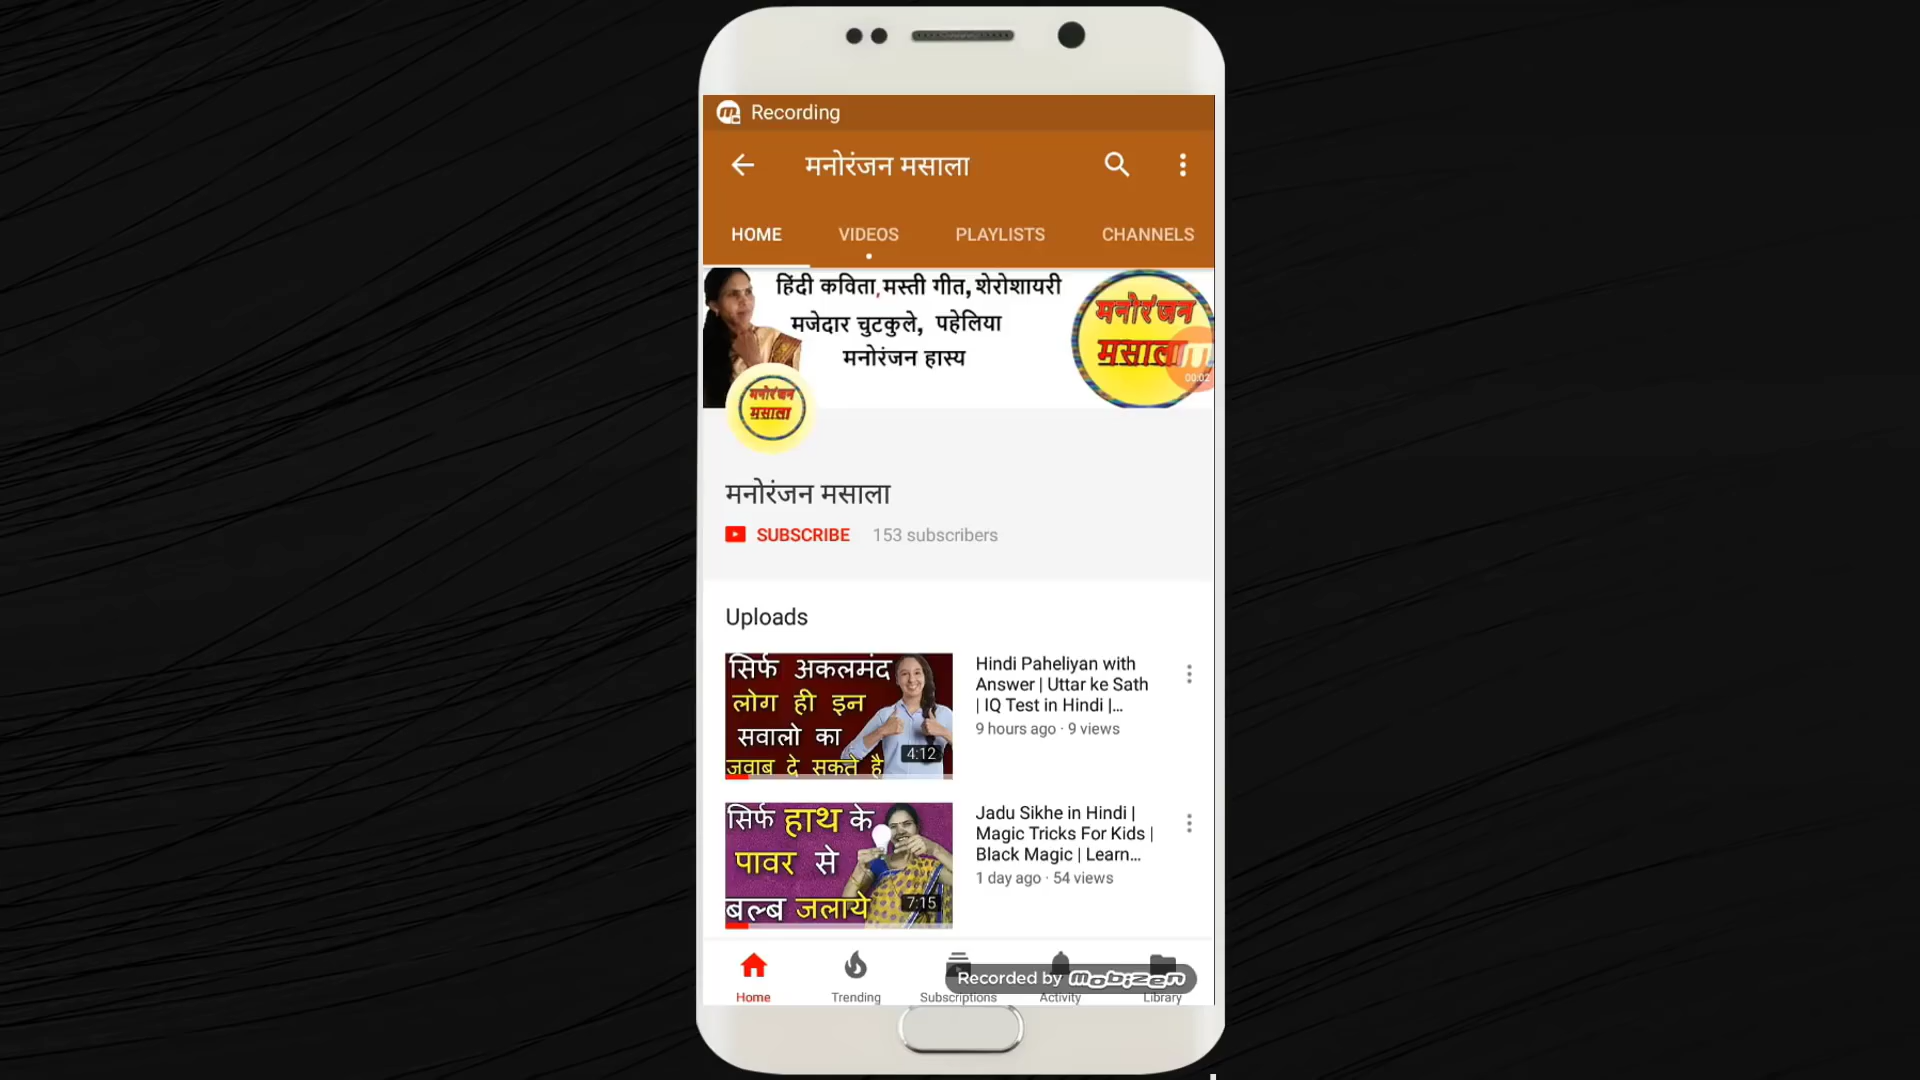 Recording
मनोरंजन मसाला
HOME VIDEOS PLAYLISTS CHANNELS
हिंदी कविता,मस्ती गीत,शेरोशायरी
मजेदार चुटकुले, पहेलिया
मनोरंजन हास्य
मनोरंजन
मसाला
00:02
मनोरंजन
मसाला
मनोरंजन मसाला
SUBSCRIBE 153 subscribers
Uploads
सिर्फ अकलमंद
लोग ही इन
सवालो का
जवाब दे सकते है
4:12
Hindi Paheliyan with
Answer | Uttar ke Sath
| IQ Test in Hindi |...
9 hours ago · 9 views
सिर्फ हाथ के
पावर से
बल्ब जलाये
7:15
Jadu Sikhe in Hindi |
Magic Tricks For Kids |
Black Magic | Learn...
1 day ago · 54 views
Recorded by Mobizen
Home Trending Subscriptions Activity Library